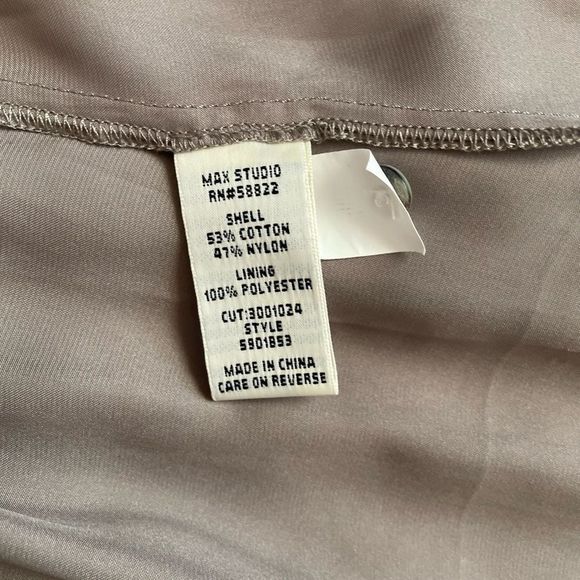 MAX STUDIO
RN#58822
SHELL
53% COTTON
47% NYLON
LINING
100% POLYESTER
CUT:3001024
STYLE
5901853
MADE IN CHINA
CARE ON REVERSE